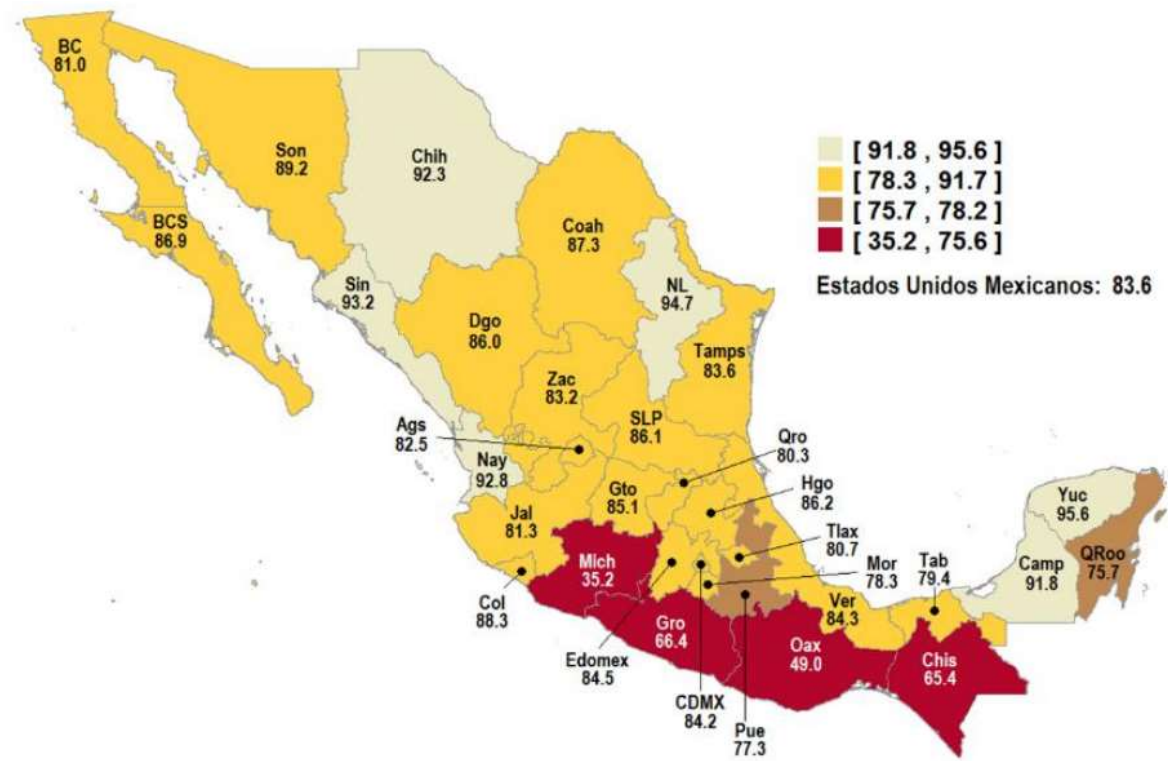 BC
81.0
Son
89.2
Chih
92.3
[ 91.8 , 95.6 ]
[ 78.3 , 91.7 ]
[ 75.7 , 78.2 ]
[ 35.2 , 75.6 ]
Estados Unidos Mexicanos: 83.6
BCS
86.9
Coah
87.3
Sin
93.2
NL
94.7
Dgo
86.0
Tamps
83.6
Zac
83.2
SLP
86.1
Ags
82.5
Nay
92.8
Qro
80.3
Gto
85.1
Hgo
86.2
Yuc
95.6
Jal
81.3
Tlax
80.7
QRoo
75.7
Mich
35.2
Mor
78.3
Tab
79.4
Camp
91.8
Col
88.3
Ver
84.3
Gro
66.4
Edomex
84.5
Oax
49.0
Chis
65.4
CDMX
84.2
Pue
77.3